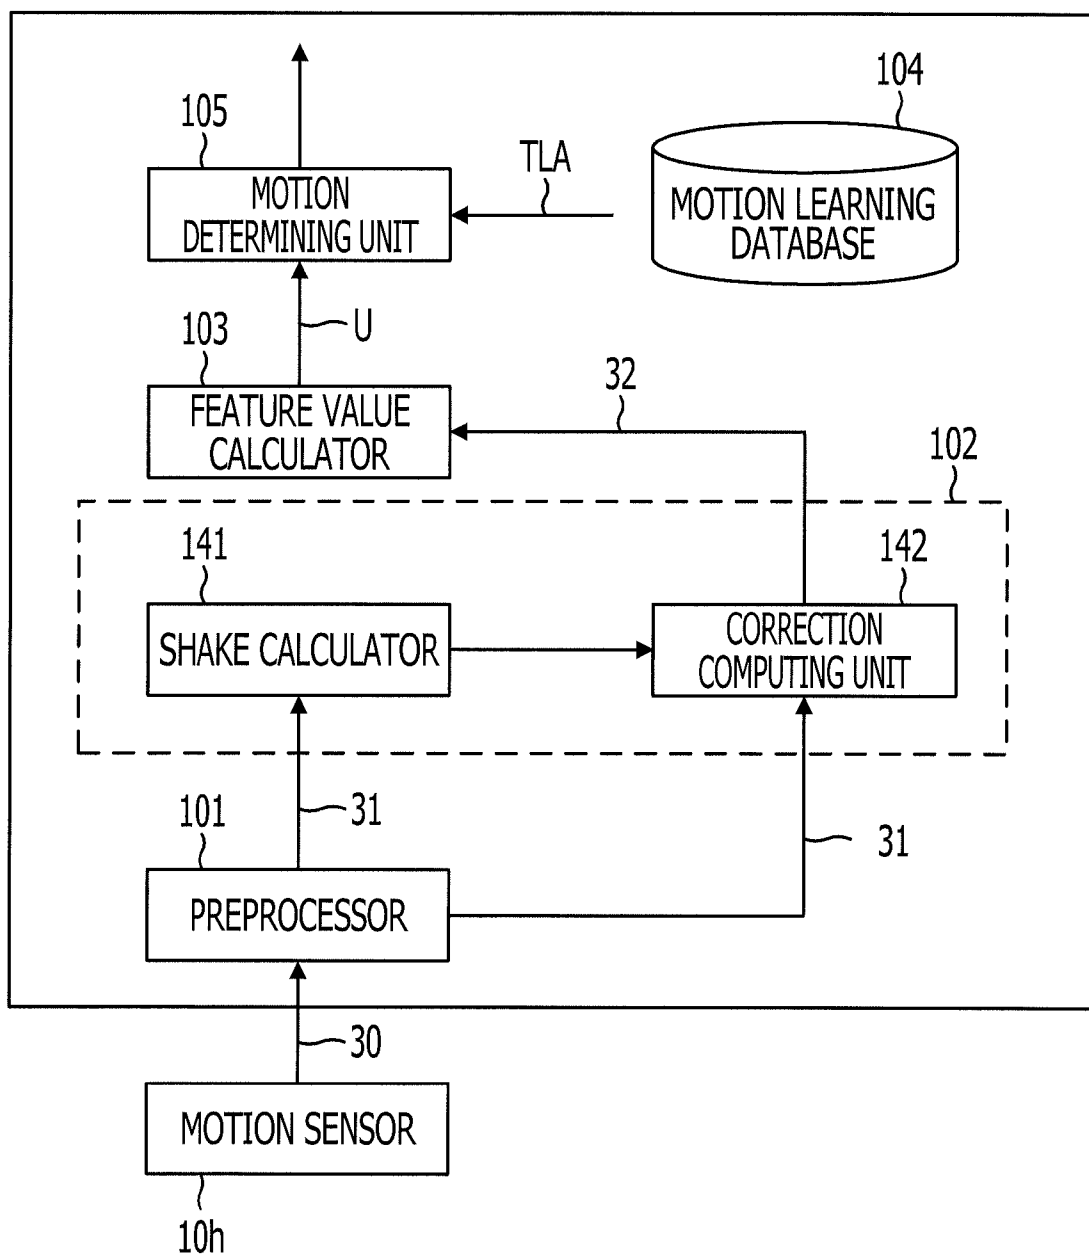 105
104
TLA
MOTION
DETERMINING UNIT
MOTION LEARNING
DATABASE
103
U
32
FEATURE VALUE
CALCULATOR
102
141
142
SHAKE CALCULATOR
CORRECTION
COMPUTING UNIT
101
31
31
PREPROCESSOR
30
MOTION SENSOR
10h